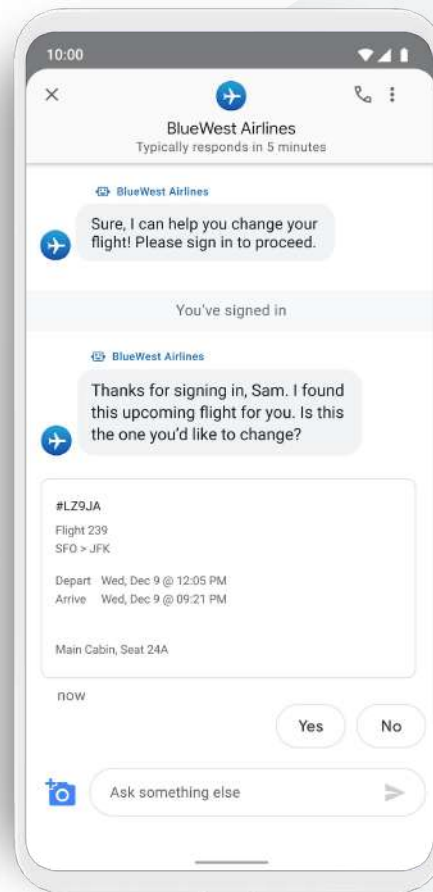 10:00
BlueWest Airlines
Typically responds in 5 minutes
BlueWest Airlines
Sure, I can help you change your
flight! Please sign in to proceed.
You've signed in
BlueWest Airlines
Thanks for signing in, Sam. I found
this upcoming flight for you. Is this
the one you'd like to change?
#LZ9JA
Flight 239
SFO > JFK
Depart Wed, Dec 9 @ 12:05 PM
Arrive Wed, Dec 9 @ 09:21 PM
Main Cabin, Seat 24A
now
Yes No
Ask something else